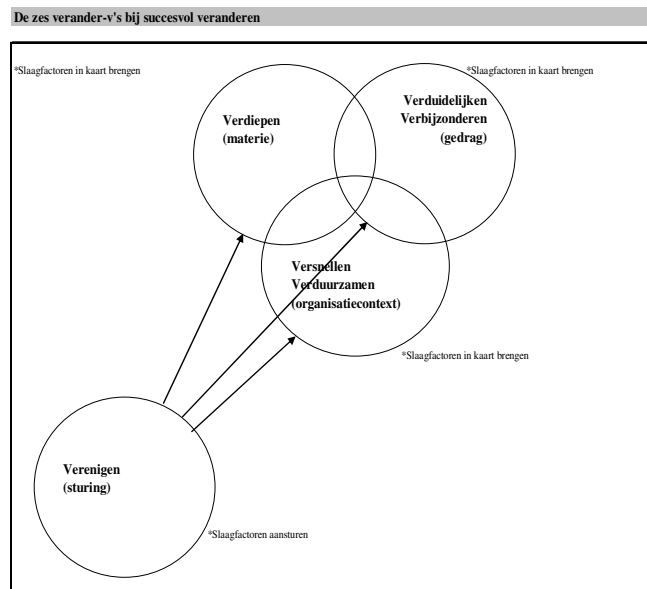 De zes verander-v's bij succesvol veranderen
*Slaagfactoren in kaart brengen
*Slaagfactoren in kaart brengen
Verdiepen
(materie)
Verduidelijken
Verbijzonderen
(gedrag)
Versnellen
Verduurzamen
(organisatiecontext)
*Slaagfactoren in kaart brengen
Verenigen
(sturing)
*Slaagfactoren aansturen